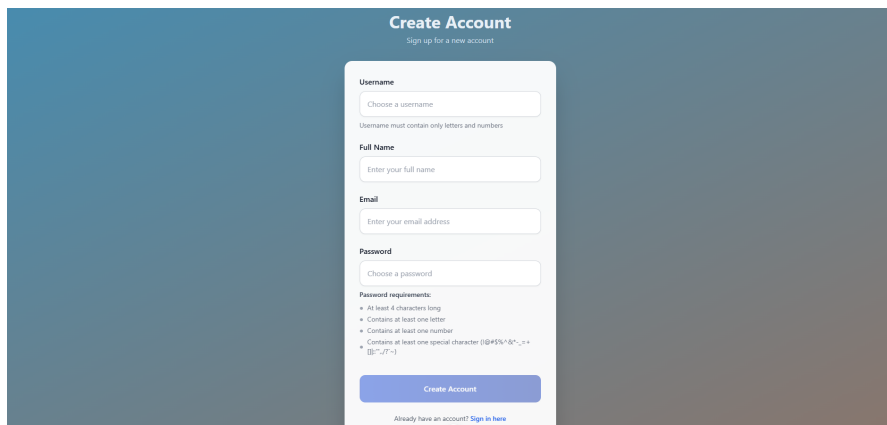 Create Account
Sign up for a new account
Username
Choose a username
Username must contain only letters and numbers
Full Name
Enter your full name
Email
Enter your email address
Password
Choose a password
Password requirements:
At least 4 characters long
Contains at least one letter
Contains at least one number
Contains at least one special character
Create Account
Already have an account? Sign in here